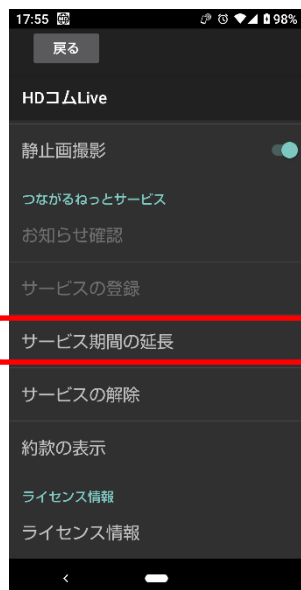 17:55 98%
戻る
HDコムLive
静止画撮影
つながるねっとサービス
お知らせ確認
サービスの登録
サービス期間の延長
サービスの解除
約款の表示
ライセンス情報
ライセンス情報